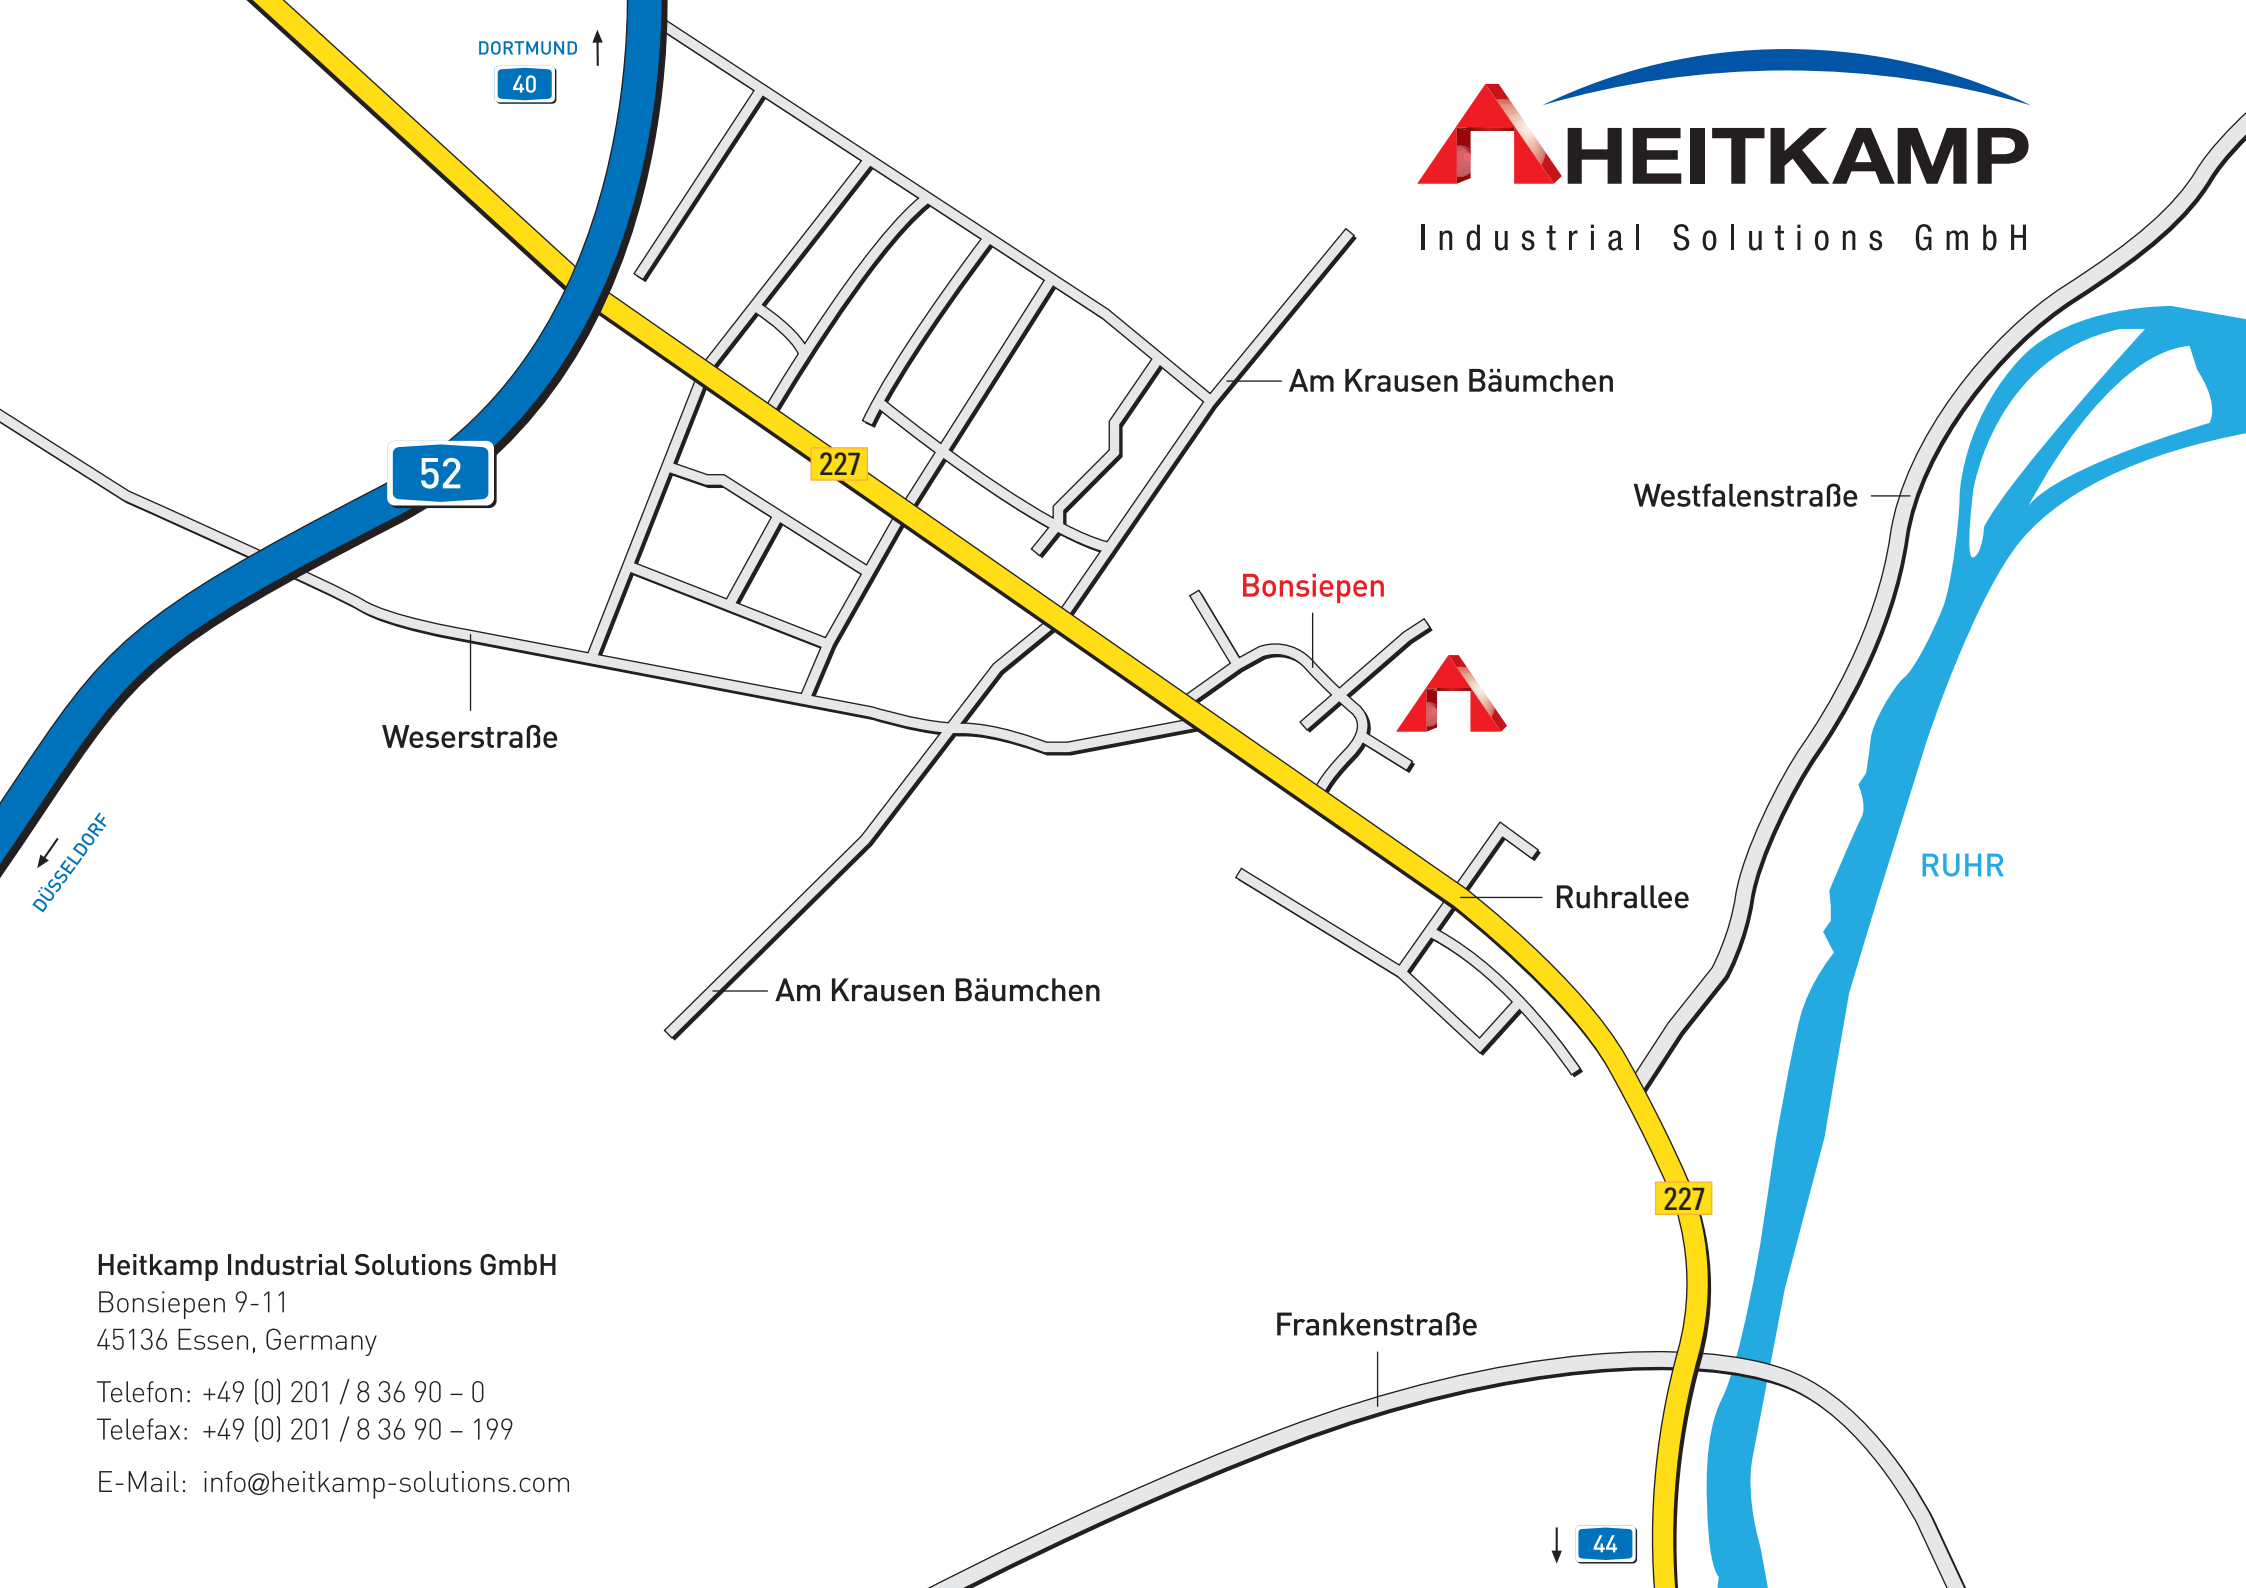 DORTMUND
40
HEITKAMP
Industrial Solutions GmbH
Am Krausen Bäumchen
52
227
Westfalenstraße
Bonsiepen
Weserstraße
DÜSSELDORF
RUHR
Ruhrallee
Am Krausen Bäumchen
227
Heitkamp Industrial Solutions GmbH
Bonsiepen 9-11
45136 Essen, Germany
Telefon: +49 (0) 201 / 8 36 90 – 0
Telefax: +49 (0) 201 / 8 36 90 – 199
E-Mail: info@heitkamp-solutions.com
Frankenstraße
44